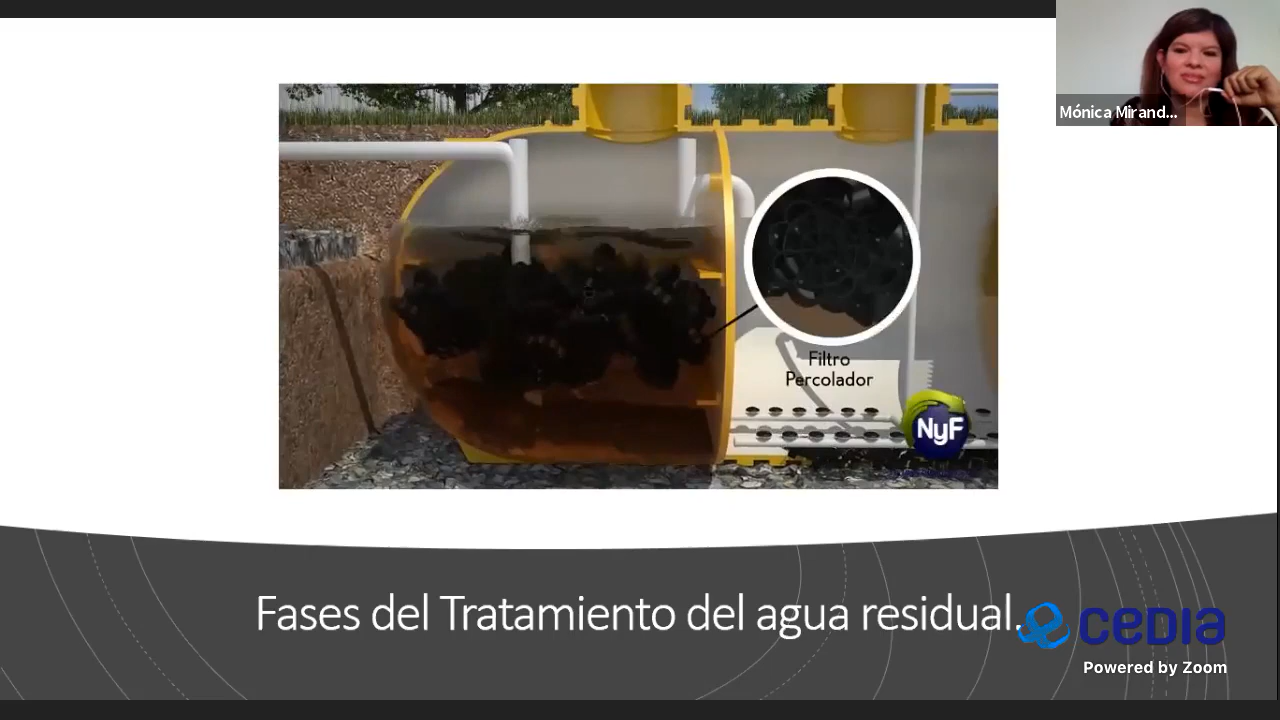 Mónica Mirand...
Filtro
Percolador
NyF
Fases del Tratamiento del agua residual.
cedia
Powered by Zoom